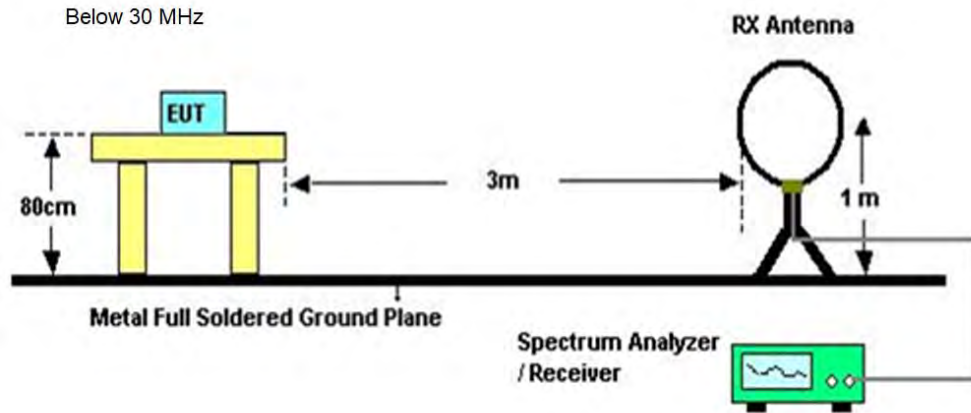 Below 30 MHz
RX Antenna
EUT
80cm
3m
1 m
Metal Full Soldered Ground Plane
Spectrum Analyzer
/ Receiver